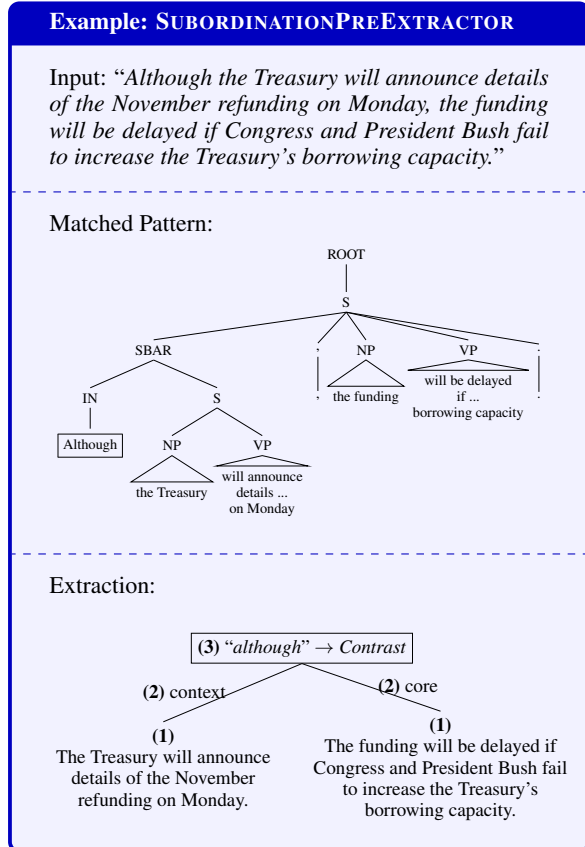 Example: SUBORDINATIONPREEXTRACTOR
Input: “Although the Treasury will announce details
of the November refunding on Monday, the funding
will be delayed if Congress and President Bush fail
to increase the Treasury’s borrowing capacity.”
Matched Pattern:
ROOT
S
SBAR , NP VP .
IN S , the funding will be delayed .
if ...
borrowing capacity
Although NP VP
the Treasury will announce
details ...
on Monday
Extraction:
(3) “although” → Contrast
(2) context (2) core
(1)
The Treasury will announce
details of the November
refunding on Monday.
(1)
The funding will be delayed if
Congress and President Bush fail
to increase the Treasury’s
borrowing capacity.